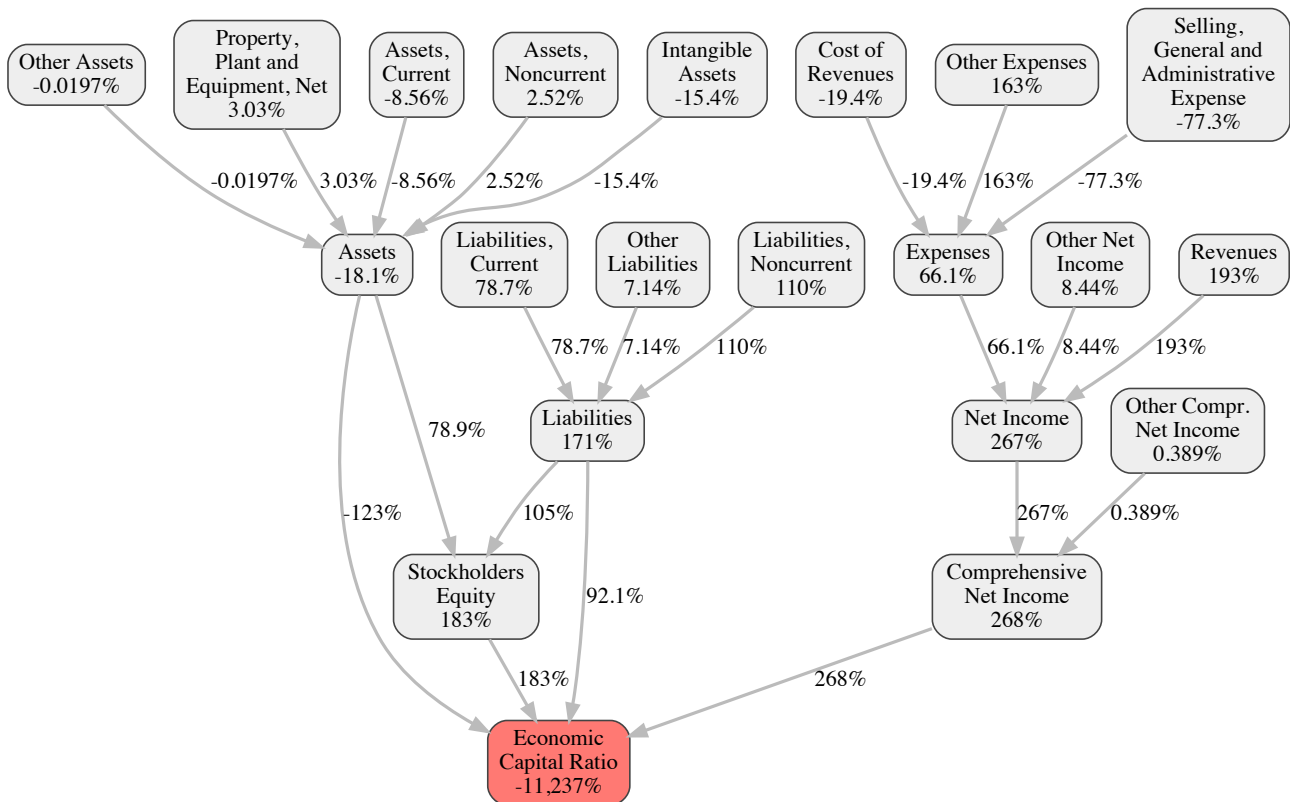 Other Assets
-0.0197%
Property,
Plant and
Equipment, Net
3.03%
Assets,
Current
-8.56%
Assets,
Noncurrent
2.52%
Intangible
Assets
-15.4%
Cost of
Revenues
-19.4%
Other Expenses
163%
Selling,
General and
Administrative
Expense
-77.3%
-0.0197%
3.03%
-8.56%
2.52%
-15.4%
-19.4%
163%
-77.3%
Assets
-18.1%
Liabilities,
Current
78.7%
Other
Liabilities
7.14%
Liabilities,
Noncurrent
110%
Expenses
66.1%
Other Net
Income
8.44%
Revenues
193%
78.7%
7.14%
110%
66.1%
8.44%
193%
Liabilities
171%
Net Income
267%
Other Compr.
Net Income
0.389%
78.9%
-123%
105%
267%
0.389%
Stockholders
Equity
183%
92.1%
Comprehensive
Net Income
268%
183%
268%
Economic
Capital Ratio
-11,237%